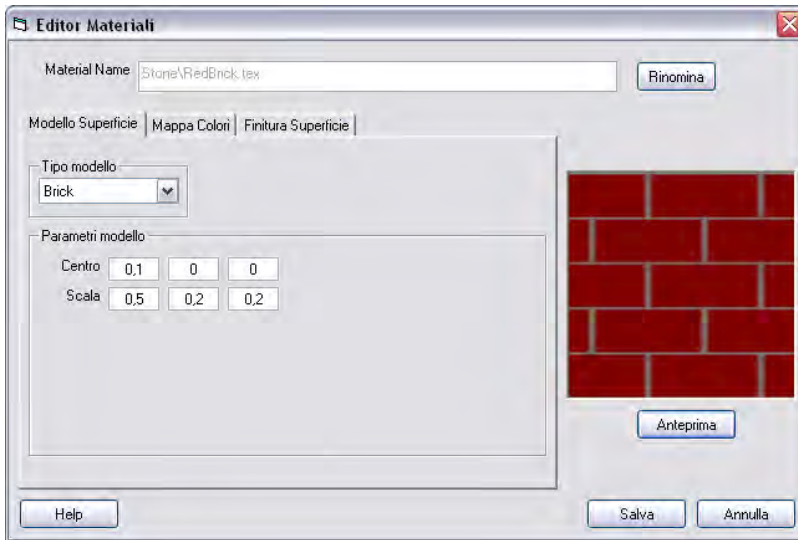 Editor Materiali
Material Name Stone\RedBrick.tex Rinomina
Modello Superficie Mappa Colori Finitura Superficie
Tipo modello
Brick
Parametri modello
Centro 0,1 0 0
Scala 0,5 0,2 0,2
Anteprima
Help Salva Annulla